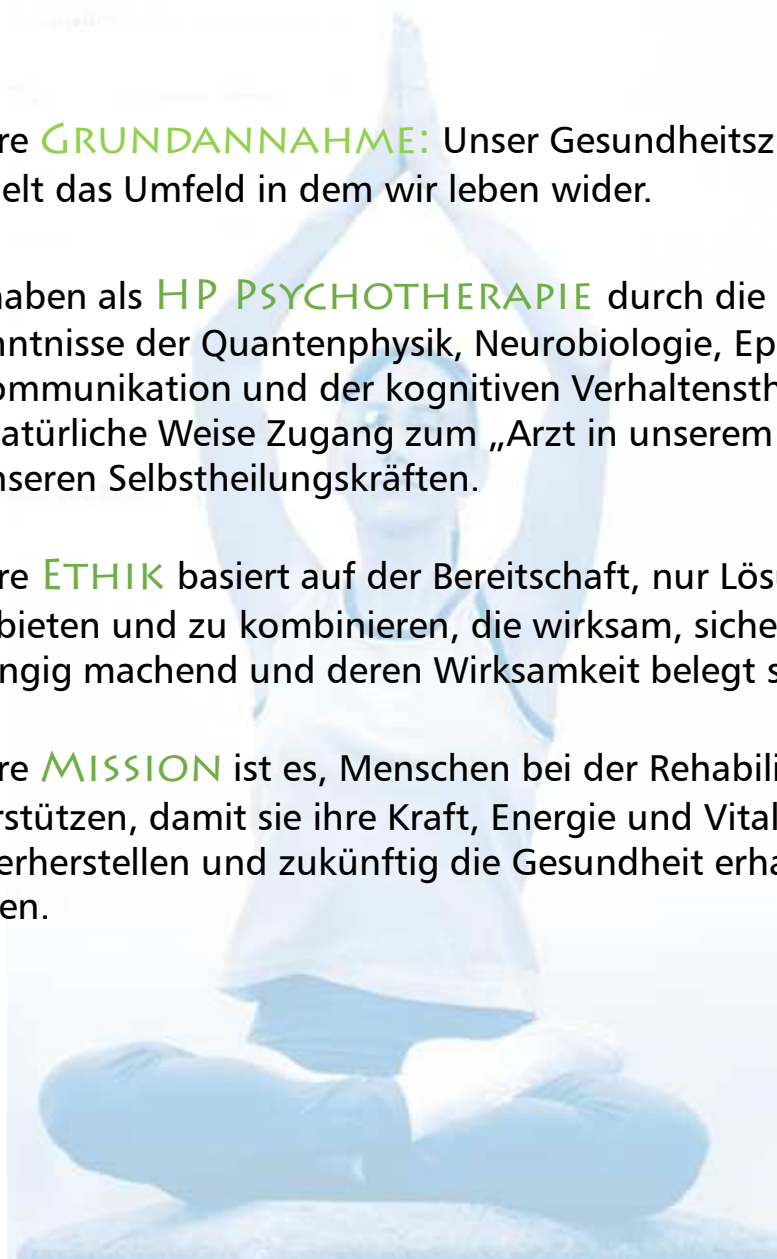 re GRUNDANNAHME: Unser Gesundheitsz
elt das Umfeld in dem wir leben wider.
haben als HP PSYCHOTHERAPIE durch die
nntnisse der Quantenphysik, Neurobiologie, Ep
ommunikation und der kognitiven Verhaltensth
atürliche Weise Zugang zum „Arzt in unserem
nseren Selbstheilungskräften.
re ETHIK basiert auf der Bereitschaft, nur Lös
bieten und zu kombinieren, die wirksam, siche
ngig machend und deren Wirksamkeit belegt s
re MISSION ist es, Menschen bei der Rehabili
rstützen, damit sie ihre Kraft, Energie und Vital
erherstellen und zukünftig die Gesundheit erha
en.